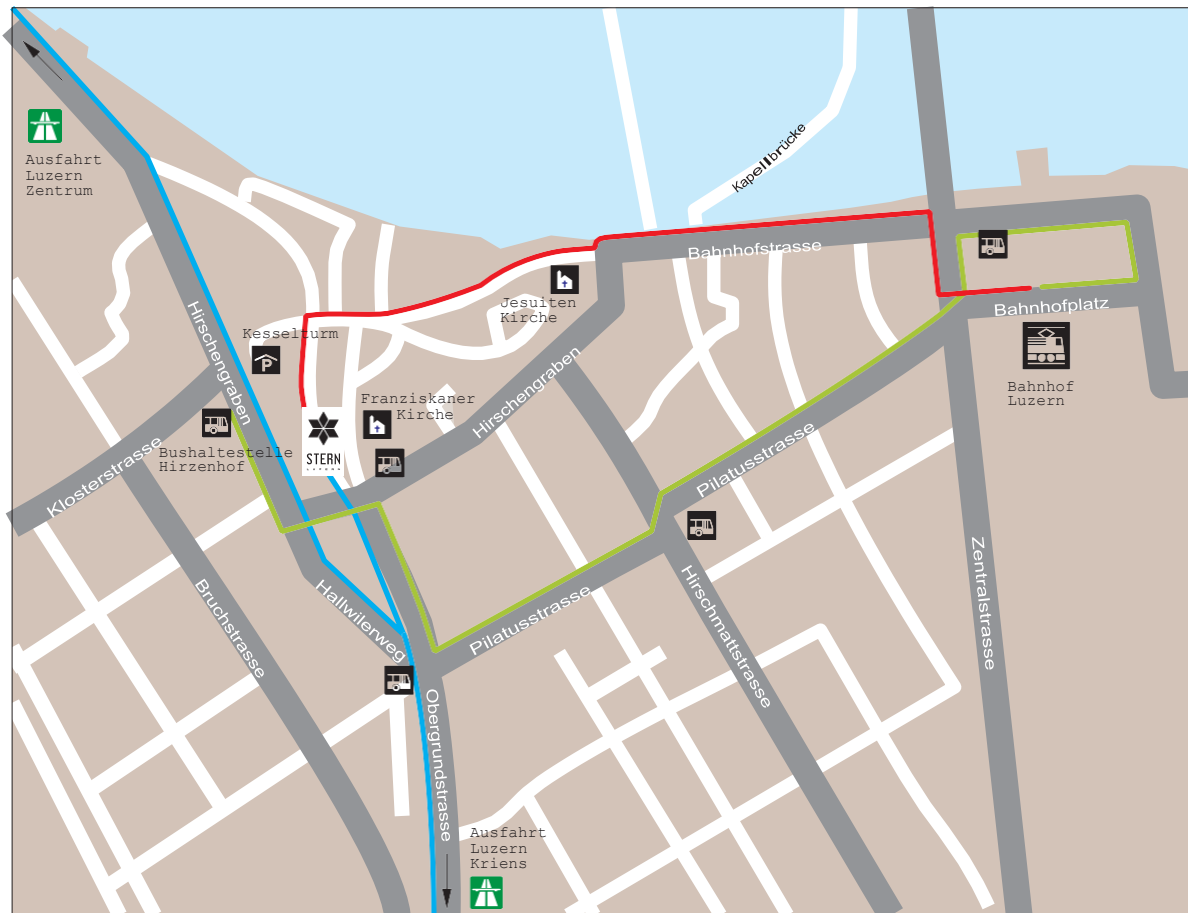 Ausfahrt
Luzern
Zentrum
Kapellbrücke
Bahnhofstrasse
Bahnhofplatz
Bahnhof
Luzern
Jesuiten
Kirche
Hirschengraben
Kesselturm
P
Franziskaner
Kirche
Hirschengraben
STERN
LUZERN
Bushaltestelle
Hirzenhof
Klosterstrasse
Pilatusstrasse
Bruchstrasse
Hallwilerweg
Pilatusstrasse
Hirschmattstrasse
Zentralstrasse
Obergrundstrasse
Ausfahrt
Luzern
Kriens